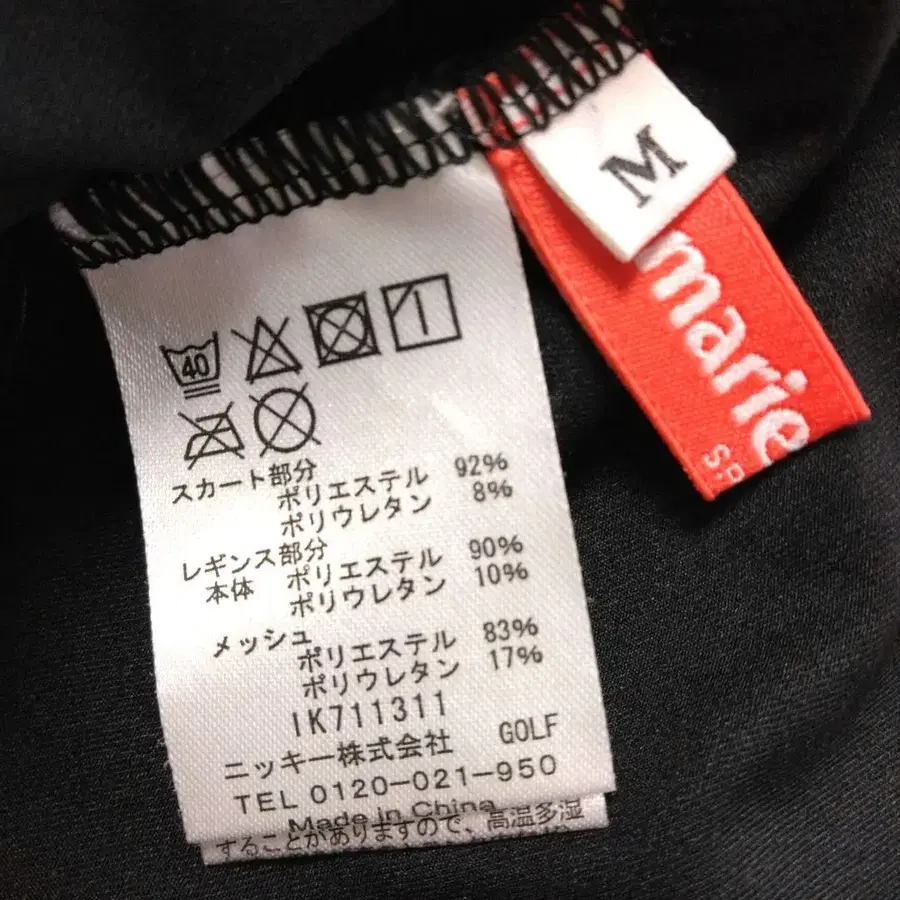 M
marie
SP
40
スカート部分
ポリエステル 92%
ポリウレタン 8%
レギンス部分
本体 ポリエステル 90%
ポリウレタン 10%
メッシュ
ポリエステル 83%
ポリウレタン 17%
IK711311
ニッキー株式会社 GOLF
TEL 0120-021-950
Made in China
することがありますので、高温多湿